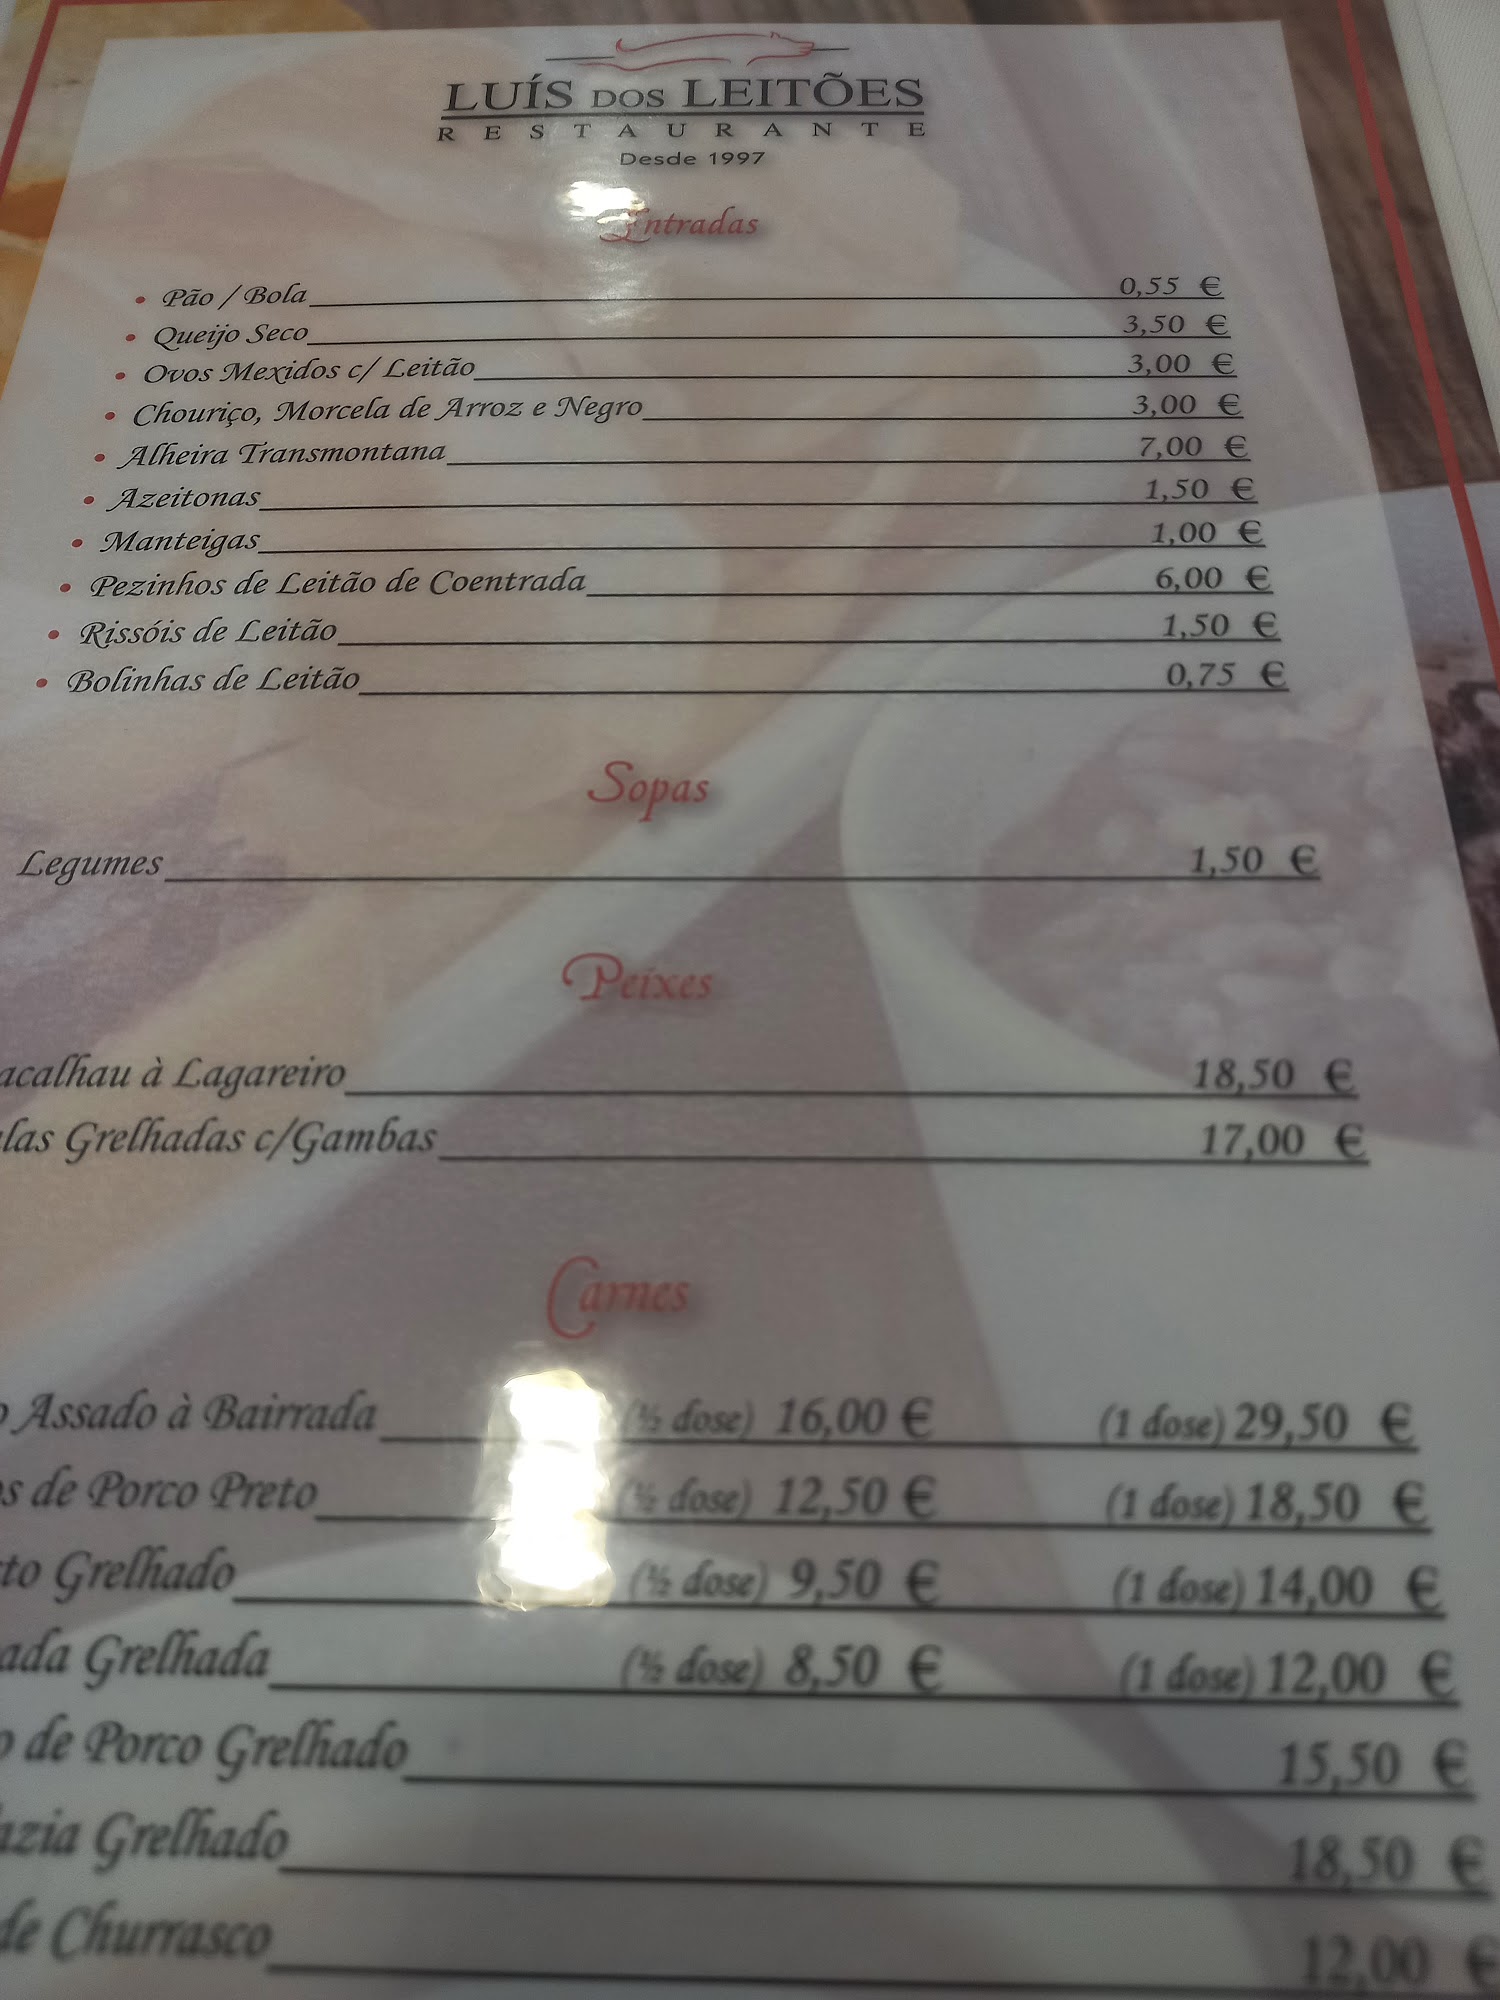 LUÍS DOS LEITÕES
RESTAURANTE
Desde 1997
Entradas
• Pão / Bola 0,55 €
• Queijo Seco 3,50 €
• Ovos Mexidos c/ Leitão 3,00 €
• Chouriço, Morcela de Arroz e Negro 3,00 €
• Alheira Transmontana 7,00 €
• Azeitonas 1,50 €
• Manteigas 1,00 €
• Pezinhos de Leitão de Coentrada 6,00 €
• Rissóis de Leitão 1,50 €
• Bolinhas de Leitão 0,75 €
Sopas
Legumes 1,50 €
Peixes
acalhau à Lagareiro 18,50 €
las Grelhadas c/Gambas 17,00 €
Carnes
o Assado à Bairrada (½ dose) 16,00 € (1 dose) 29,50 €
s de Porco Preto (½ dose) 12,50 € (1 dose) 18,50 €
to Grelhado (½ dose) 9,50 € (1 dose) 14,00 €
ada Grelhada (½ dose) 8,50 € (1 dose) 12,00 €
o de Porco Grelhado 15,50 €
azia Grelhado 18,50 €
de Churrasco 12,00 €